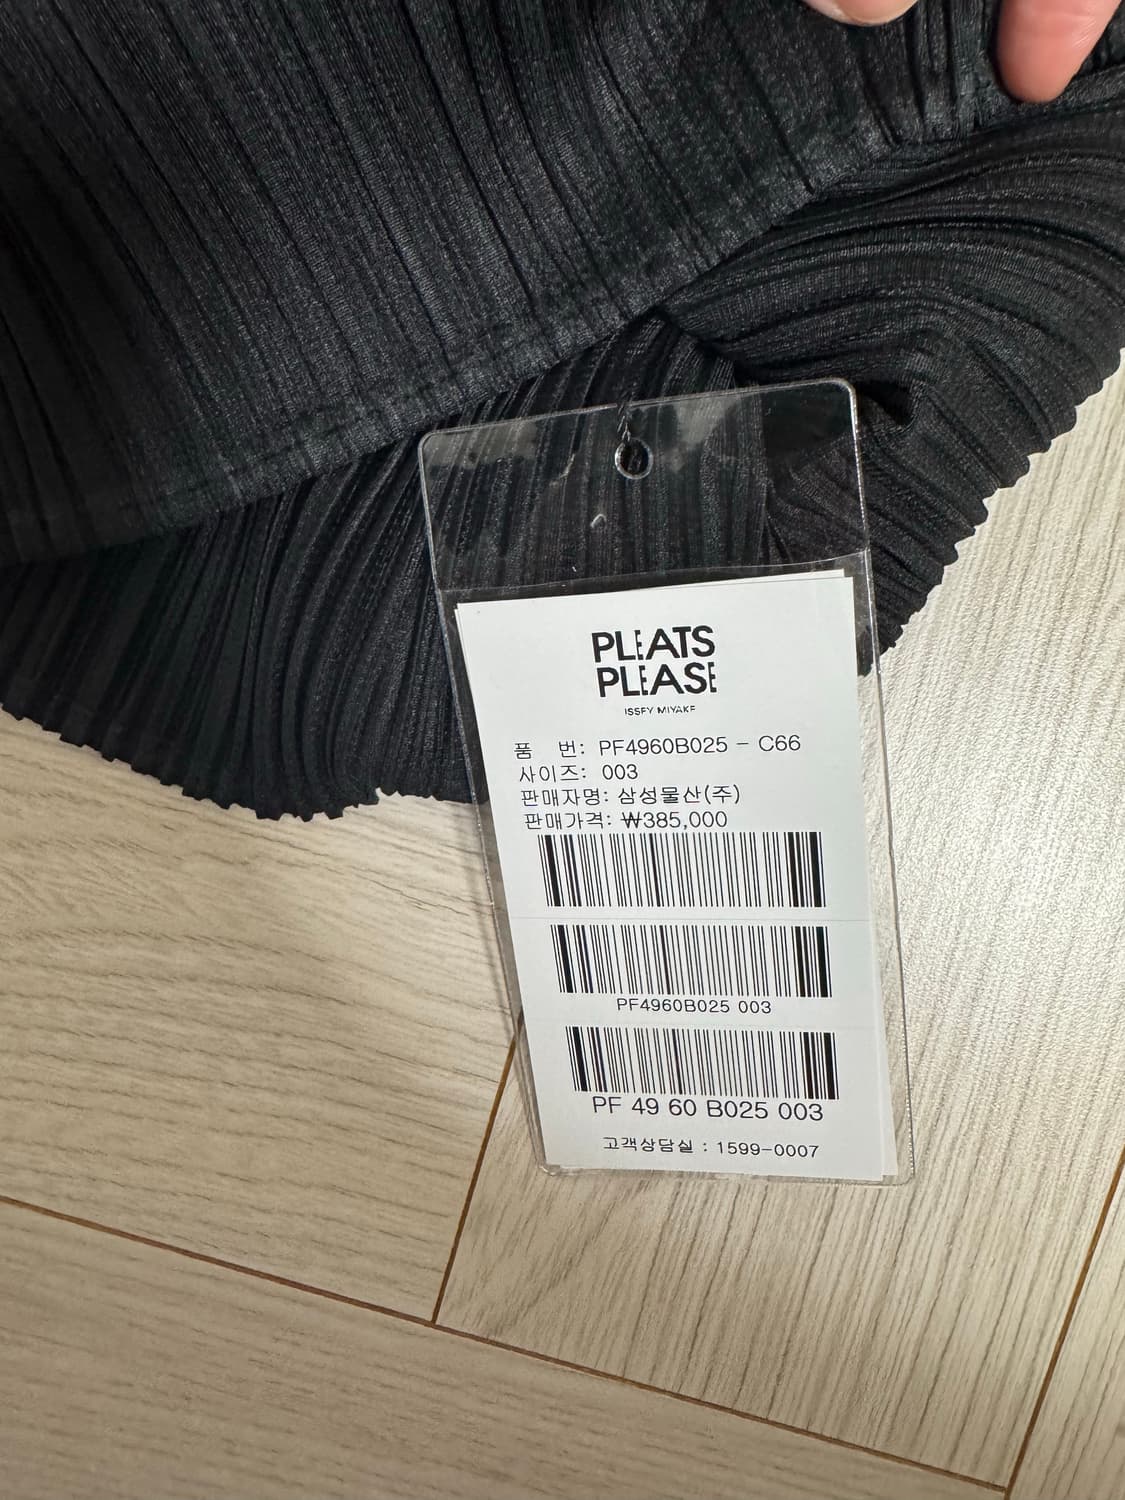 PLEATS
PLEASE
ISSEY MIYAKE
품 번: PF4960B025 - C66
사이즈: 003
판매자명: 삼성물산(주)
판매가격: ₩385,000
PF4960B025 003
PF 49 60 B025 003
고객상담실 : 1599-0007